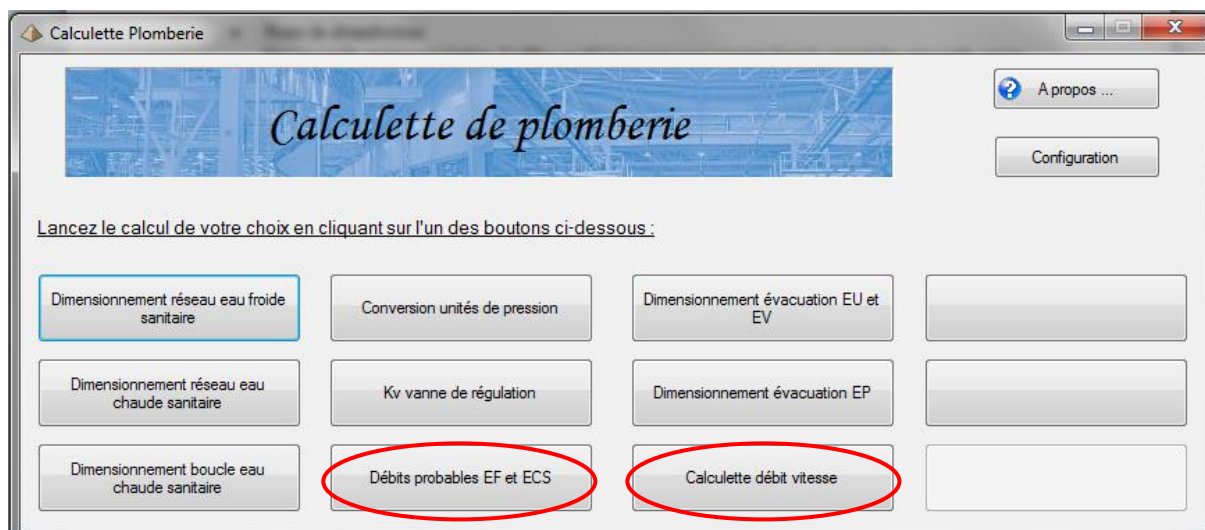 Calculette Plomberie
Calculette de plomberie
A propos ...
Configuration
Lancez le calcul de votre choix en cliquant sur l'un des boutons ci-dessous :
Dimensionnement réseau eau froide
sanitaire
Conversion unités de pression
Dimensionnement évacuation EU et
EV
Dimensionnement réseau eau
chaude sanitaire
Kv vanne de régulation
Dimensionnement évacuation EP
Dimensionnement boucle eau
chaude sanitaire
Débits probables EF et ECS
Calculette débit vitesse